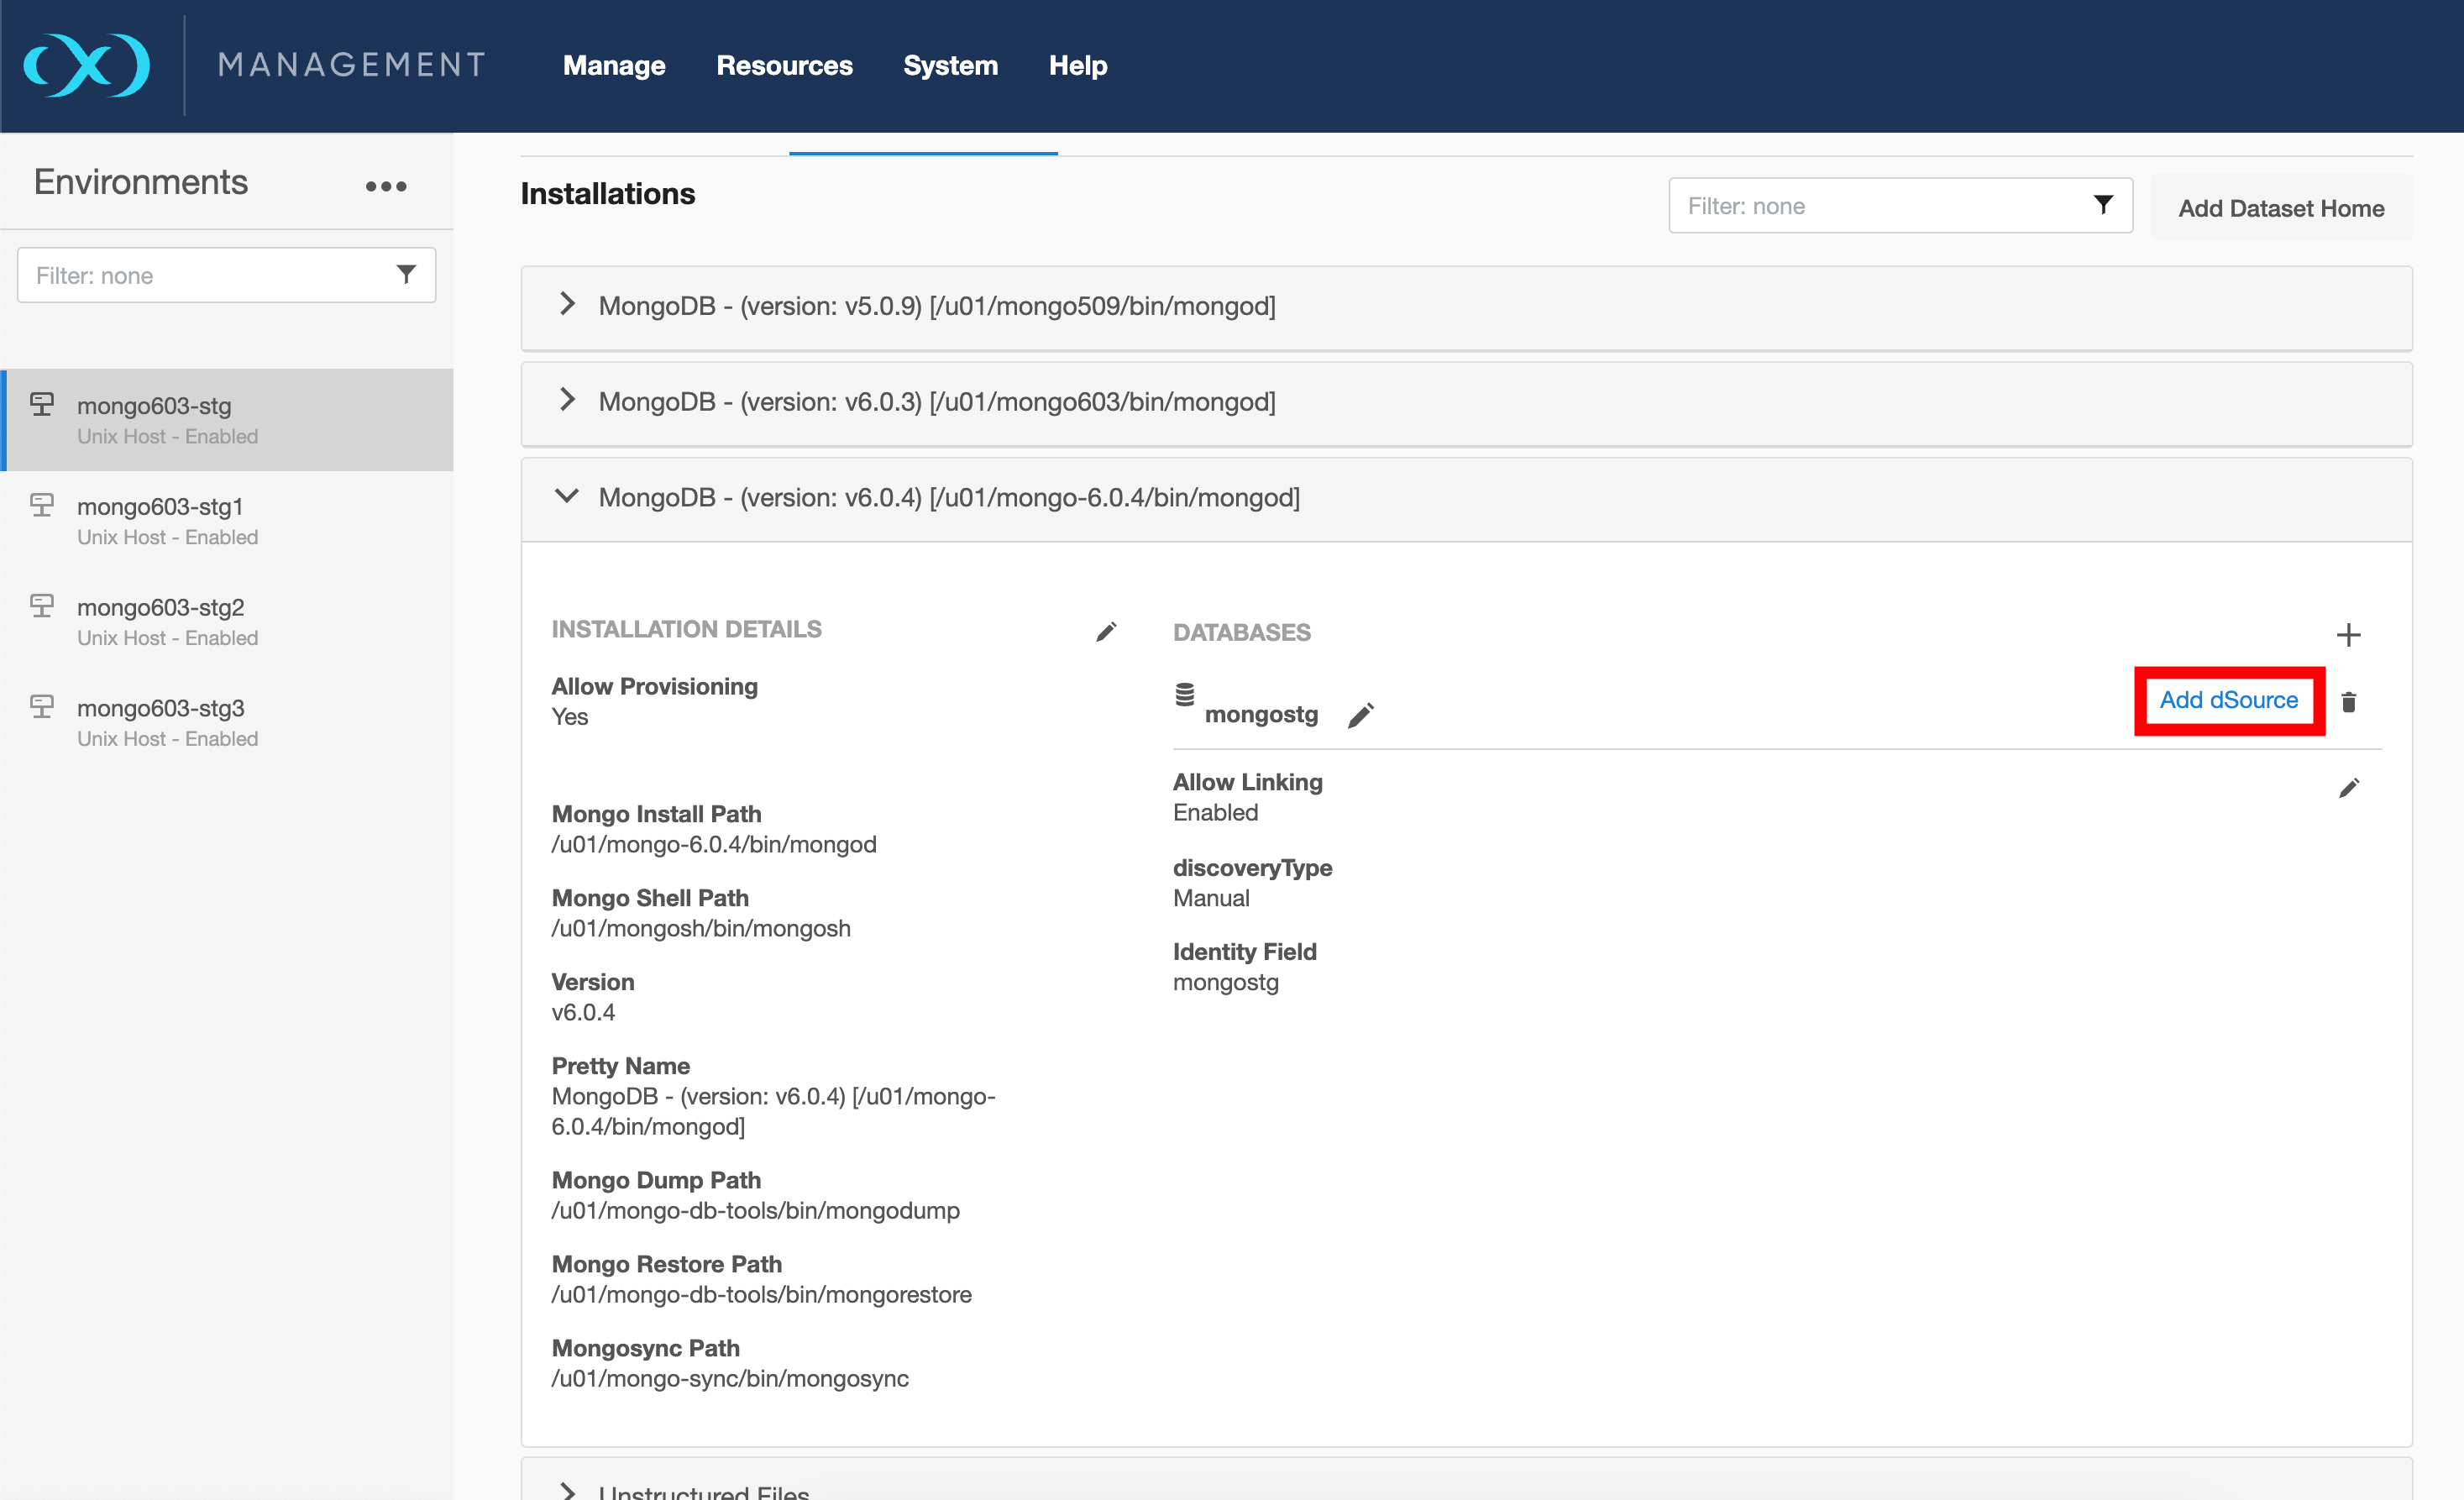 MANAGEMENT
Manage
Resources
System
Help
Environments
Filter: none
mongo603-stg
Unix Host - Enabled
mongo603-stg1
Unix Host - Enabled
mongo603-stg2
Unix Host - Enabled
mongo603-stg3
Unix Host - Enabled
Installations
Filter: none
Add Dataset Home
MongoDB - (version: v5.0.9) [/u01/mongo509/bin/mongod]
MongoDB - (version: v6.0.3) [/u01/mongo603/bin/mongod]
MongoDB - (version: v6.0.4) [/u01/mongo-6.0.4/bin/mongod]
INSTALLATION DETAILS
Allow Provisioning
Yes
Mongo Install Path
/u01/mongo-6.0.4/bin/mongod
Mongo Shell Path
/u01/mongosh/bin/mongosh
Version
v6.0.4
Pretty Name
MongoDB - (version: v6.0.4) [/u01/mongo-
6.0.4/bin/mongod]
Mongo Dump Path
/u01/mongo-db-tools/bin/mongodump
Mongo Restore Path
/u01/mongo-db-tools/bin/mongorestore
Mongosync Path
/u01/mongo-sync/bin/mongosync
DATABASES
mongostg
Add dSource
Allow Linking
Enabled
discoveryType
Manual
Identity Field
mongostg
Unstructured Files